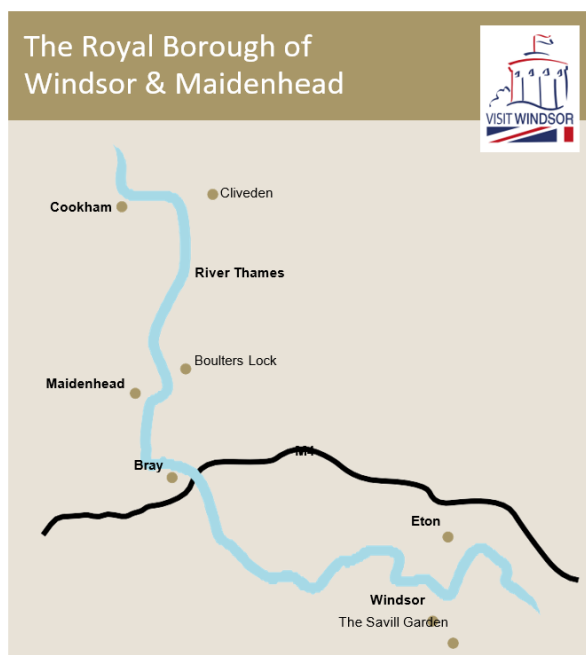 The Royal Borough of
Windsor & Maidenhead
VISIT WINDSOR
Cliveden
Cookham
River Thames
Boulters Lock
Maidenhead
M4
Bray
Eton
Windsor
The Savill Garden